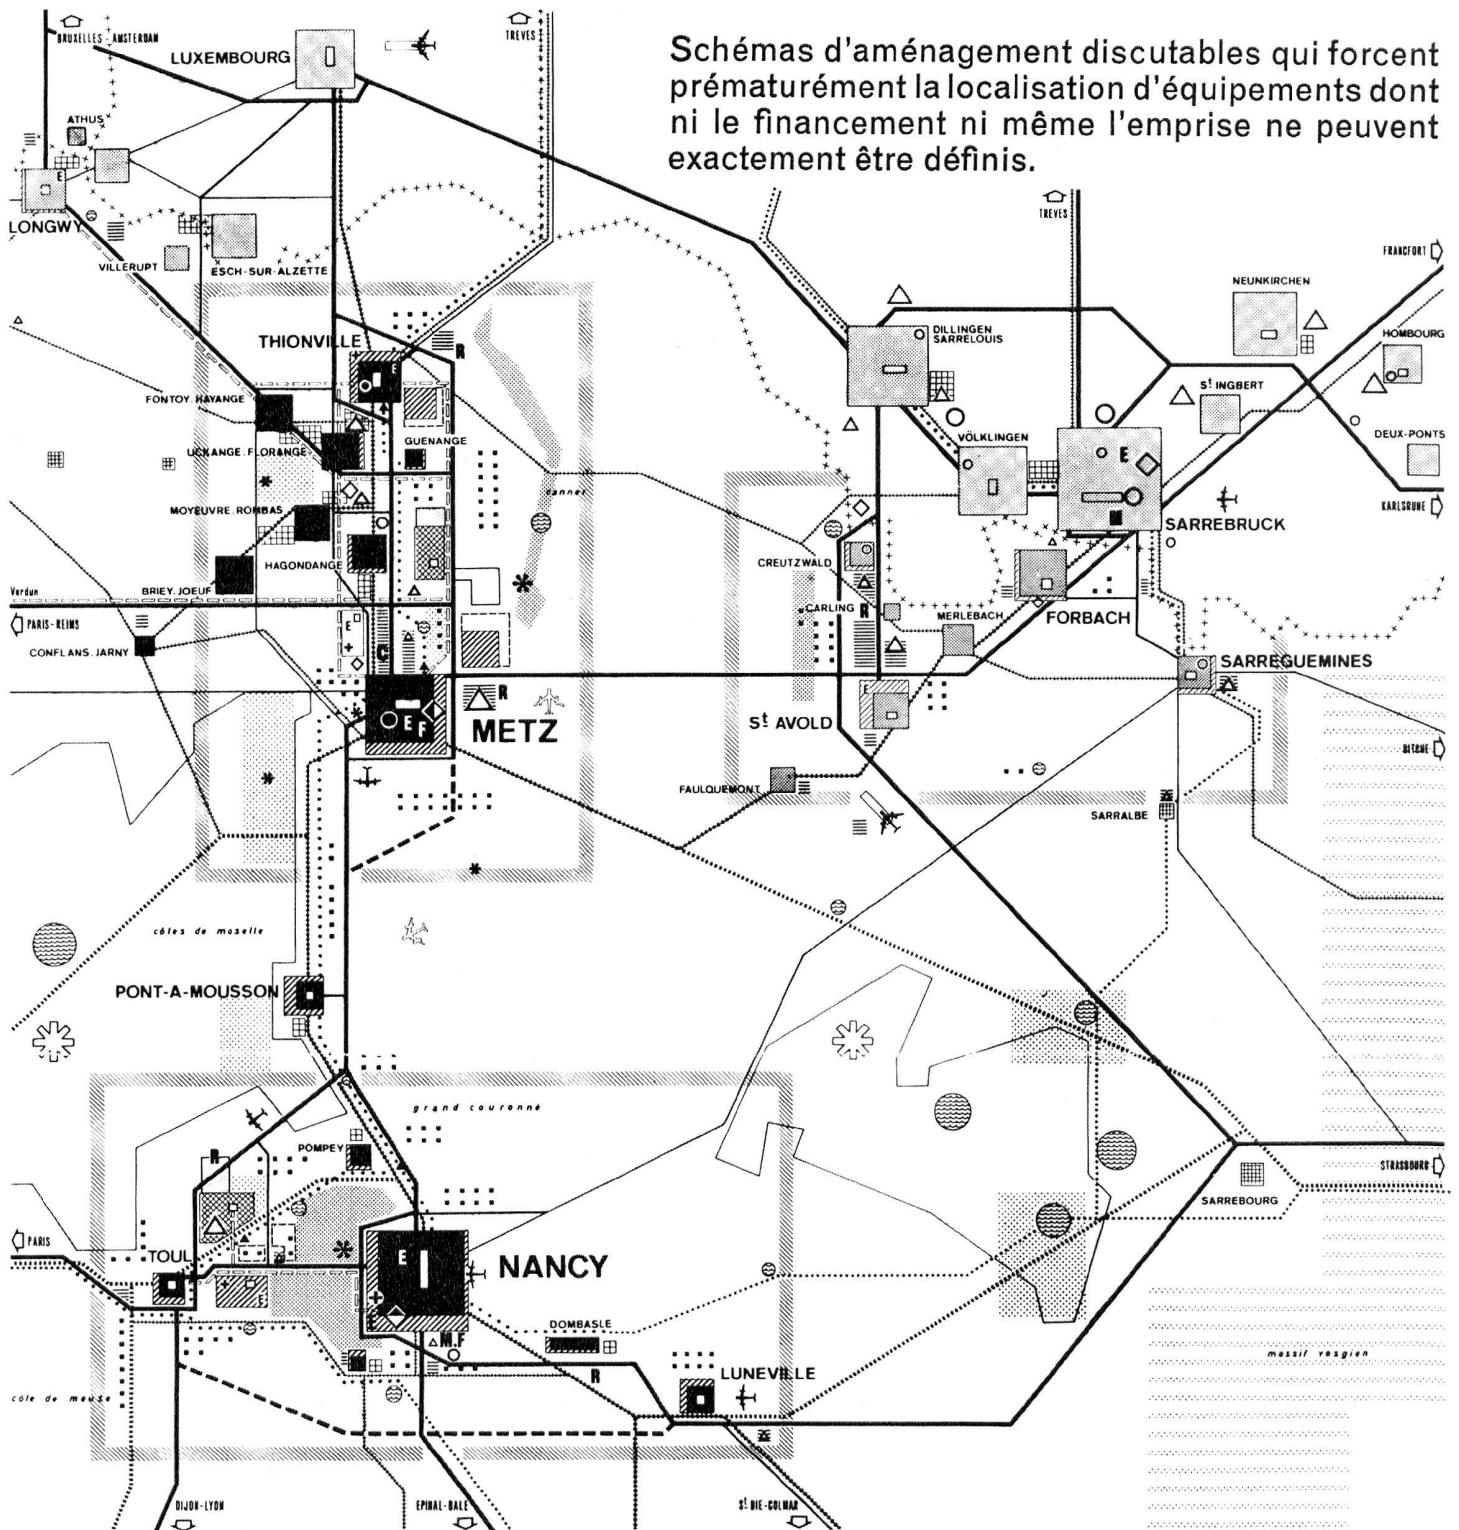 Schémas d'aménagement discutables qui forcent
prématurément la localisation d'équipements dont
ni le financement ni même l'emprise ne peuvent
exactement être définis.
BRUXELLES - AMSTERDAM
TREVES
LUXEMBOURG
ATHUS
E
LONGWY
TREVES
VILLERUPT
ESCH-SUR-ALZETTE
FRANCFORT
NEUNKIRCHEN
THIONVILLE
DILLINGEN
SARRELOUIS
HOMBOURG
R
E
St INGBERT
FONTOY. HAYANGE
GUENANGE
VÖLKLINGEN
DEUX-PONTS
UCKANGE. FLORANGE
E
KARLSRUHE
MOYEUVRE. ROMBAS
SARREBRUCK
HAGONDANGE
CREUTZWALD
BRIEY. JOEUF
Verdun
CARLING
R
MERLEBACH
FORBACH
PARIS-REIMS
E
CONFLANS. JARNY
C
SARREGUEMINES
R
E
E F
METZ
St AVOLD
BITCHE
FAULQUEMONT
SARRALBE
côtes de moselle
PONT-A-MOUSSON
grand couronné
POMPEY
R
STRASBOURG
SARREBOURG
PARIS
TOUL
E
NANCY
E
E
M.F
DOMBASLE
massif vosgien
R
LUNEVILLE
côte de meuse
DIJON-LYON
EPINAL-BALE
St DIE-COLMAR